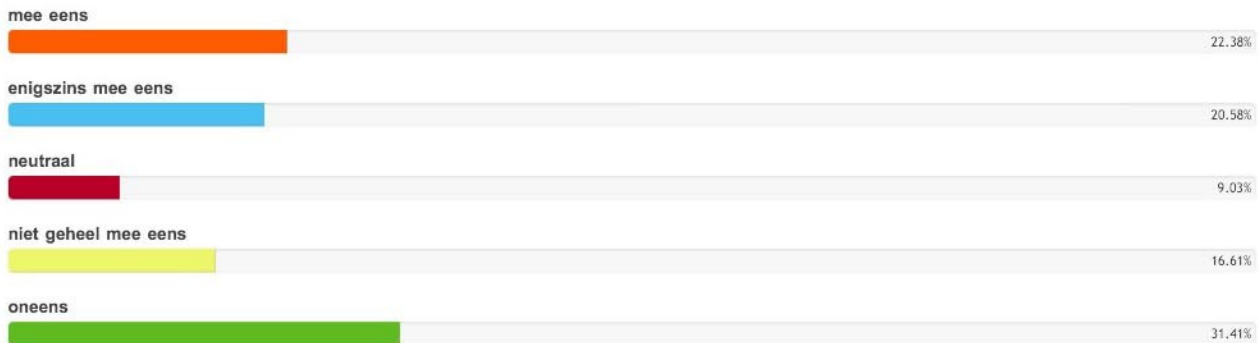 mee eens
22.38%
enigszins mee eens
20.58%
neutraal
9.03%
niet geheel mee eens
16.61%
oneens
31.41%